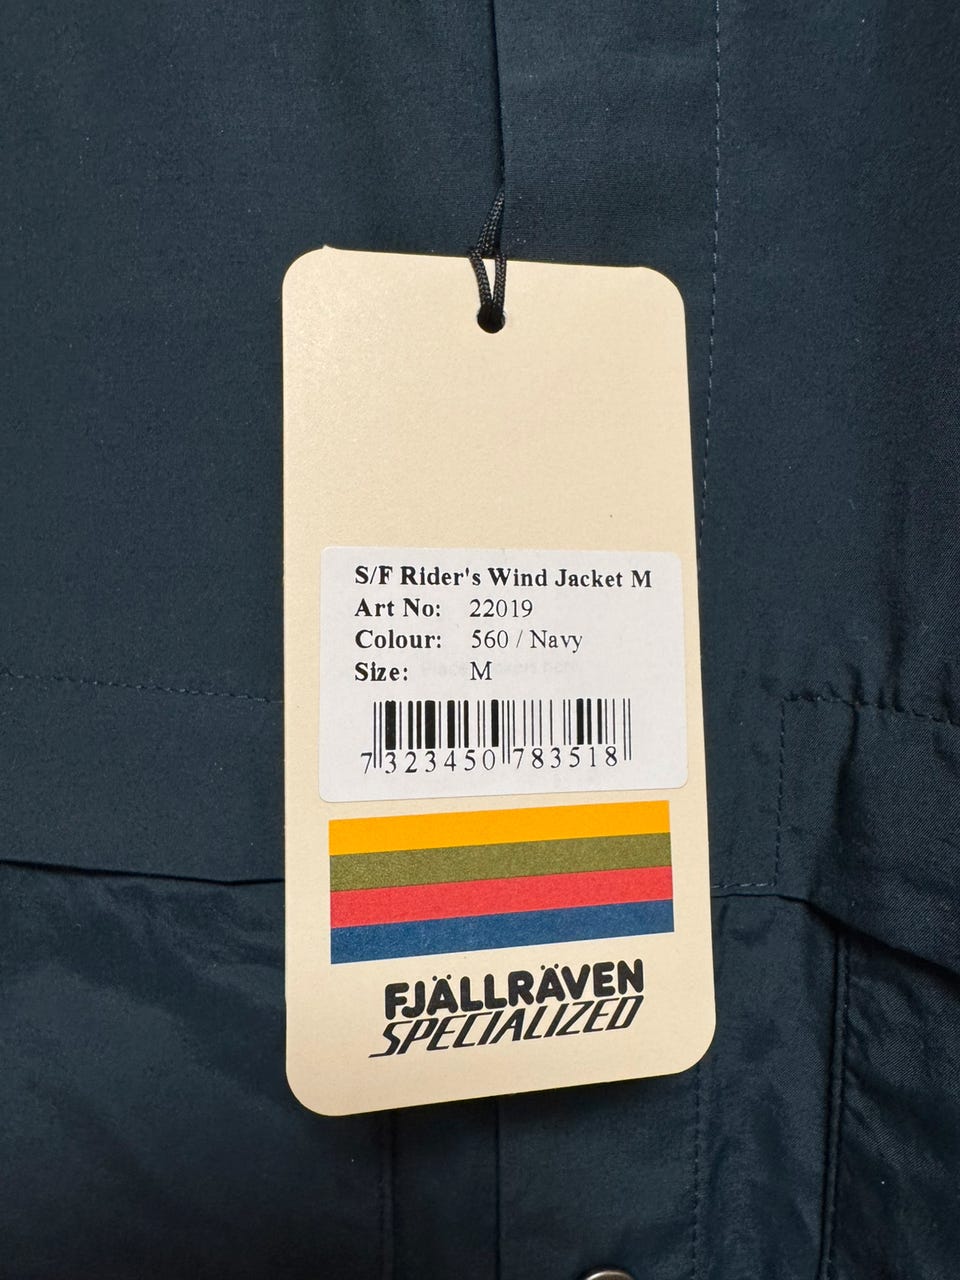 S/F Rider's Wind Jacket M
Art No: 22019
Colour: 560 / Navy
Size: M
7 323450 783518
FJÄLLRÄVEN
SPECIALIZED